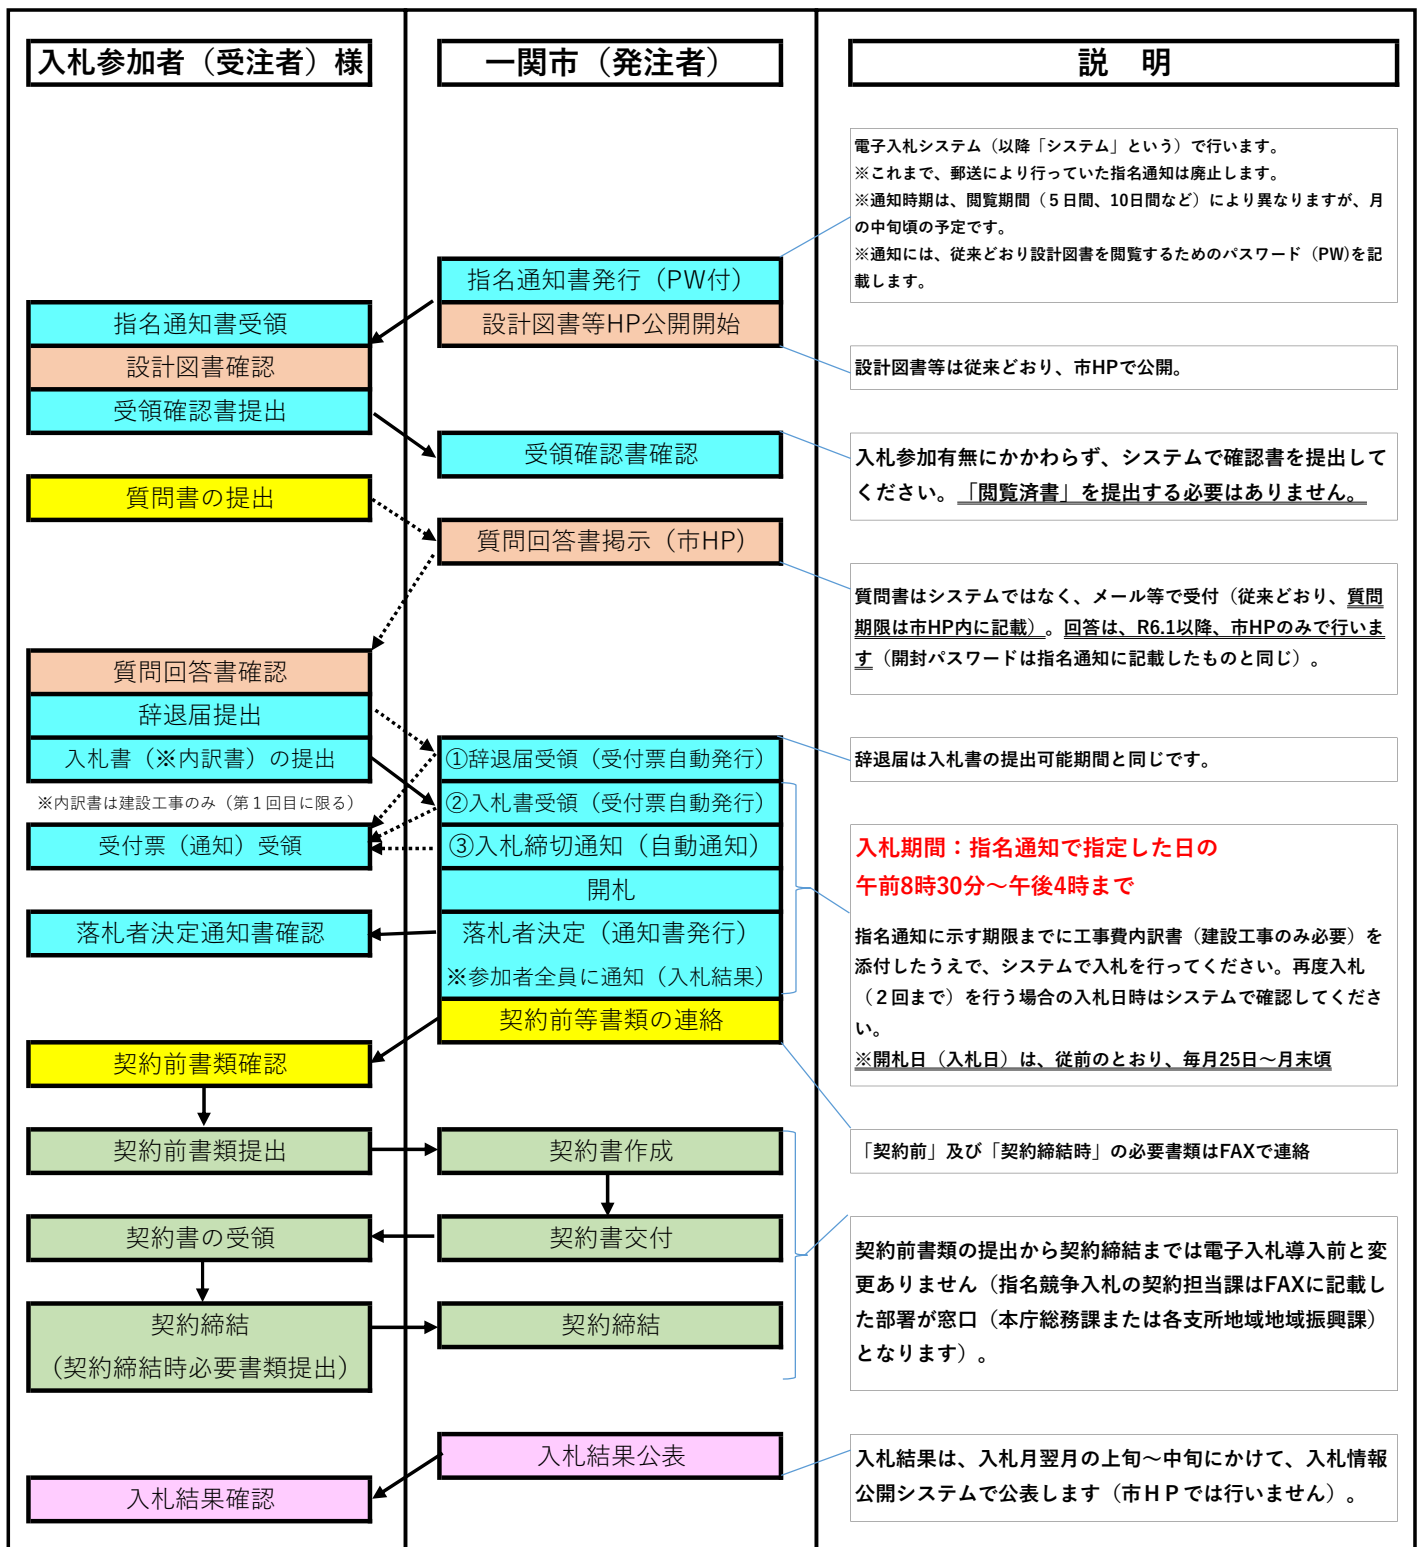 入札参加者（受注者）様
一関市（発注者）
説　明
電子入札システム（以降「システム」という）で行います。
※これまで、郵送により行っていた指名通知は廃止します。
※通知時期は、閲覧期間（５日間、10日間など）により異なりますが、月
の中旬頃の予定です。
※通知には、従来どおり設計図書を閲覧するためのパスワード（PW)を記
載します。
指名通知書発行（PW付）
設計図書等HP公開開始
指名通知書受領
設計図書確認
受領確認書提出
設計図書等は従来どおり、市HPで公開。
受領確認書確認
入札参加有無にかかわらず、システムで確認書を提出して
ください。「閲覧済書」を提出する必要はありません。
質問書の提出
質問回答書掲示（市HP）
質問書はシステムではなく、メール等で受付（従来どおり、質問
期限は市HP内に記載）。回答は、R6.1以降、市HPのみで行いま
す（開封パスワードは指名通知に記載したものと同じ）。
質問回答書確認
辞退届提出
入札書（※内訳書）の提出
※内訳書は建設工事のみ（第１回目に限る）
受付票（通知）受領
①辞退届受領（受付票自動発行）
②入札書受領（受付票自動発行）
③入札締切通知（自動通知）
開札
落札者決定（通知書発行）
※参加者全員に通知（入札結果）
契約前等書類の連絡
辞退届は入札書の提出可能期間と同じです。
入札期間：指名通知で指定した日の
午前8時30分～午後4時まで
指名通知に示す期限までに工事費内訳書（建設工事のみ必要）を
添付したうえで、システムで入札を行ってください。再度入札
（２回まで）を行う場合の入札日時はシステムで確認してくださ
い。
※開札日（入札日）は、従前のとおり、毎月25日～月末頃
落札者決定通知書確認
契約前書類確認
契約前書類提出
契約書作成
「契約前」及び「契約締結時」の必要書類はFAXで連絡
契約書の受領
契約書交付
契約前書類の提出から契約締結までは電子入札導入前と変
更ありません（指名競争入札の契約担当課はFAXに記載し
た部署が窓口（本庁総務課または各支所地域地域振興課）
となります）。
契約締結
（契約締結時必要書類提出）
契約締結
入札結果公表
入札結果確認
入札結果は、入札月翌月の上旬～中旬にかけて、入札情報
公開システムで公表します（市ＨＰでは行いません）。